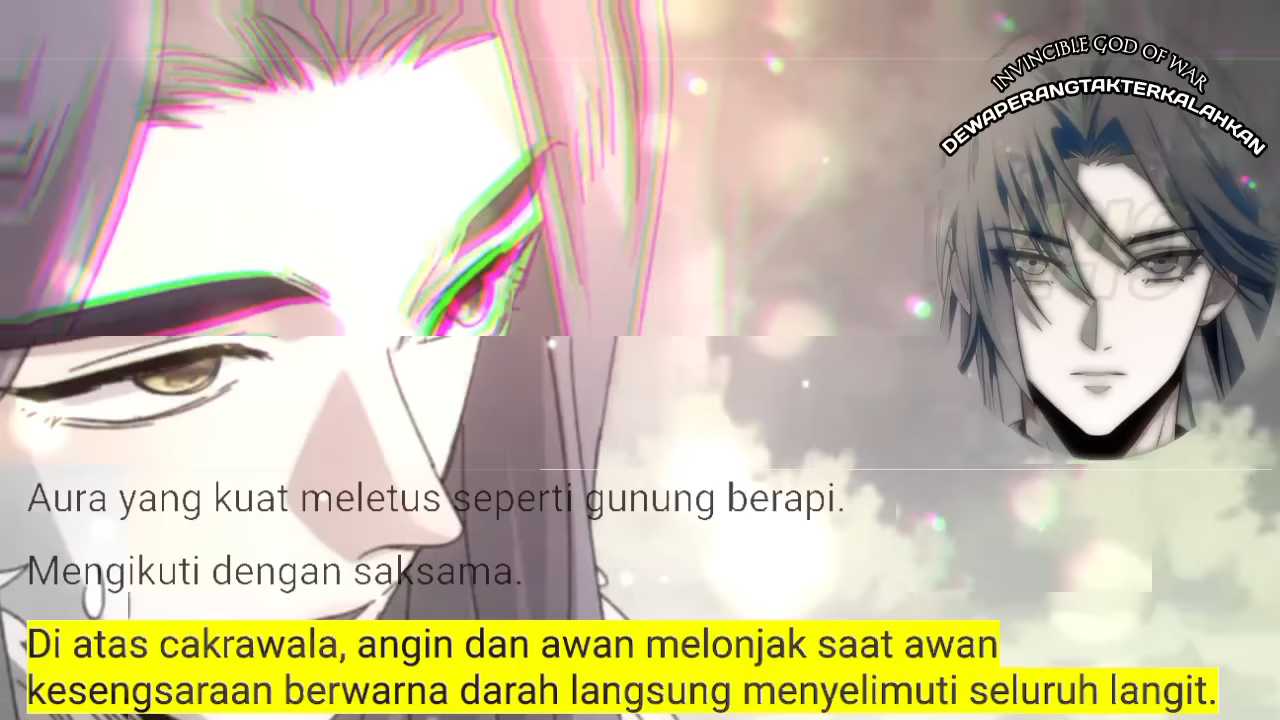 INVINCIBLE GOD OF WAR
DEWAPERANGTAKTERKALAHKAN
Aura yang kuat meletus seperti gunung berapi.
Mengikuti dengan saksama.
Di atas cakrawala, angin dan awan melonjak saat awan
kesengsaraan berwarna darah langsung menyelimuti seluruh langit.